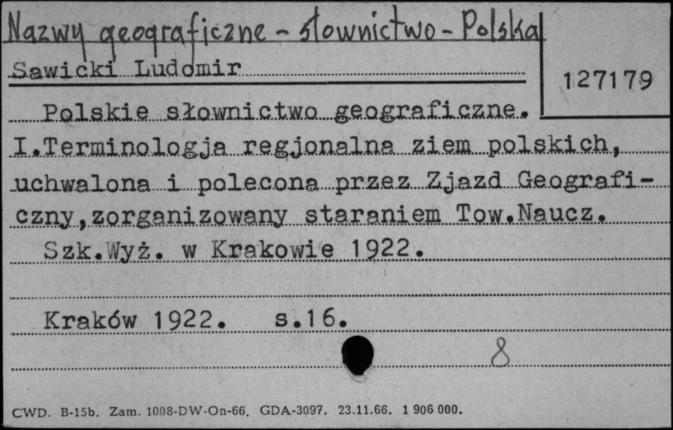 Nazwy geograficzne - słownictwo - Polska
Sawicki Ludomir
127179
Polskie słownictwo geograficzne.
I.Terminologja regjonalna ziem polskich,
uchwalona i polecona przez Zjazd Geografi-
czny,zorganizowany staraniem Tow.Naucz.
Szk.Wyż. w Krakowie 1922.
Kraków 1922. s.16.
8
CWD. B-15b. Zam. 1008-DW-On-66. GDA-3097. 23.11.66. 1 906 000.